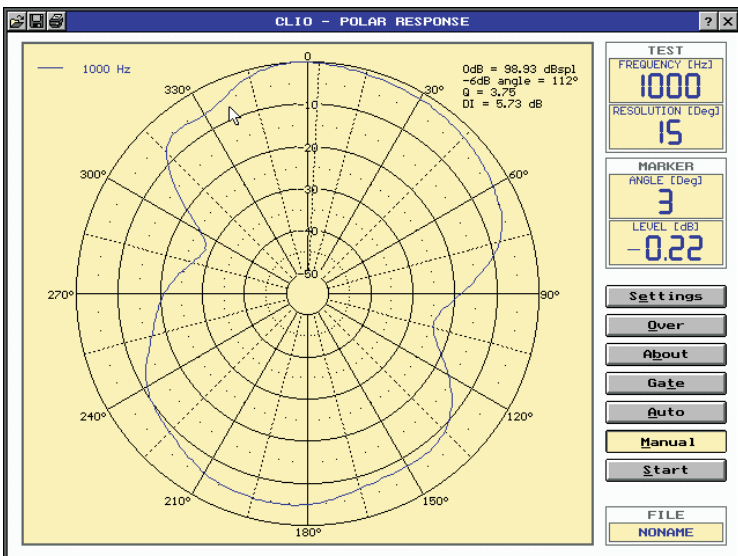 CLIO - POLAR RESPONSE
? ×
1000 Hz
0dB = 98.93 dBspl
-6dB angle = 112°
Q = 3.75
DI = 5.73 dB
0
330°
30°
-10
-20
300°
60°
-30
-40
-50
270°
90°
240°
120°
210°
150°
180°
TEST
FREQUENCY [Hz]
1000
RESOLUTION [Deg]
15
MARKER
ANGLE [Deg]
3
LEVEL [dB]
-0.22
Settings
Over
About
Gate
Auto
Manual
Start
FILE
NONAME